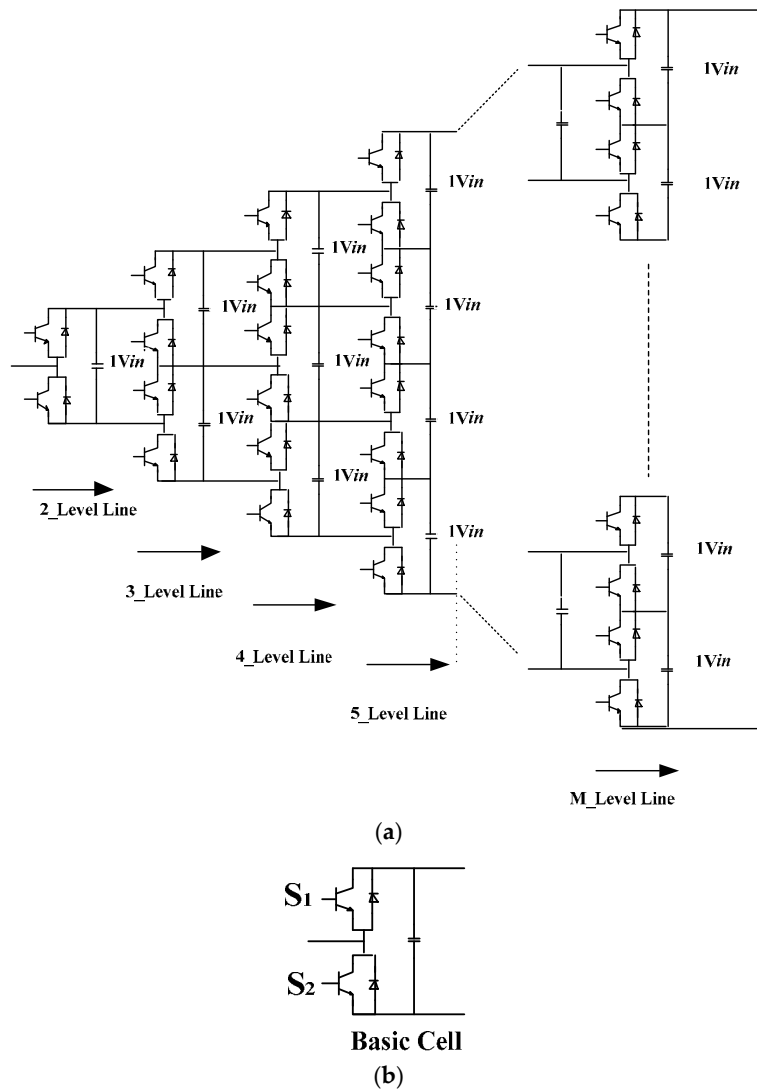 1Vin
1Vin
1Vin
1Vin
1Vin
1Vin
1Vin
1Vin
1Vin
1Vin
1Vin
1Vin
1Vin
1Vin
2_Level Line
3_Level Line
4_Level Line
5_Level Line
M_Level Line
(a)
S1
S2
Basic Cell
(b)